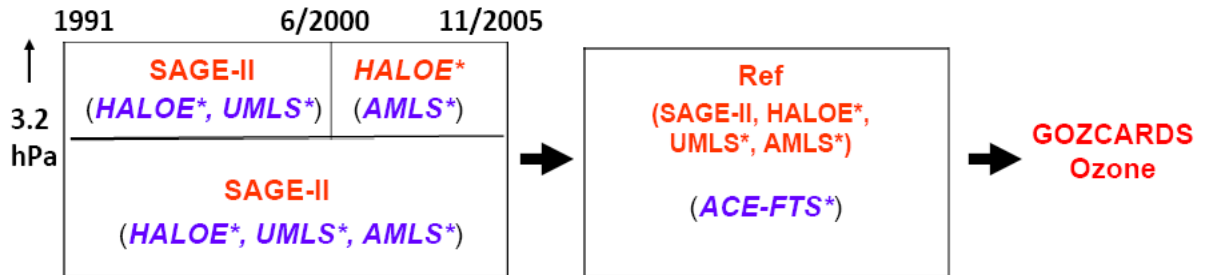 1991 6/2000 11/2005
SAGE-II HALOE*
(HALOE*, UMLS*) (AMLS*)
3.2
hPa
SAGE-II
(HALOE*, UMLS*, AMLS*)
Ref
(SAGE-II, HALOE*,
UMLS*, AMLS*)
(ACE-FTS*)
GOZCARDS
Ozone